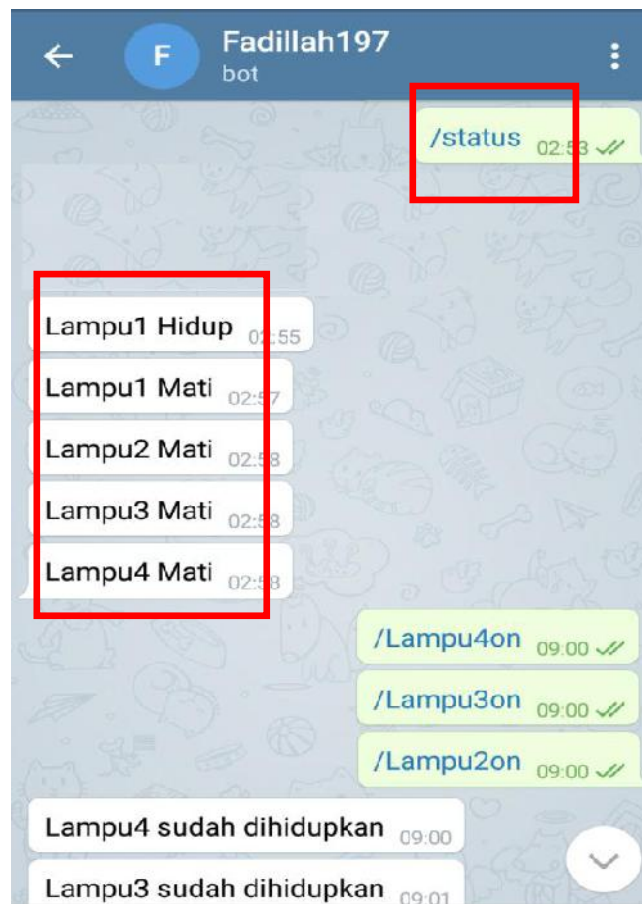 F
Fadillah197
bot
/status 02:53
Lampu1 Hidup 02:55
Lampu1 Mati 02:57
Lampu2 Mati 02:58
Lampu3 Mati 02:58
Lampu4 Mati 02:58
/Lampu4on 09:00
/Lampu3on 09:00
/Lampu2on 09:00
Lampu4 sudah dihidupkan 09:00
Lampu3 sudah dihidupkan 09:01